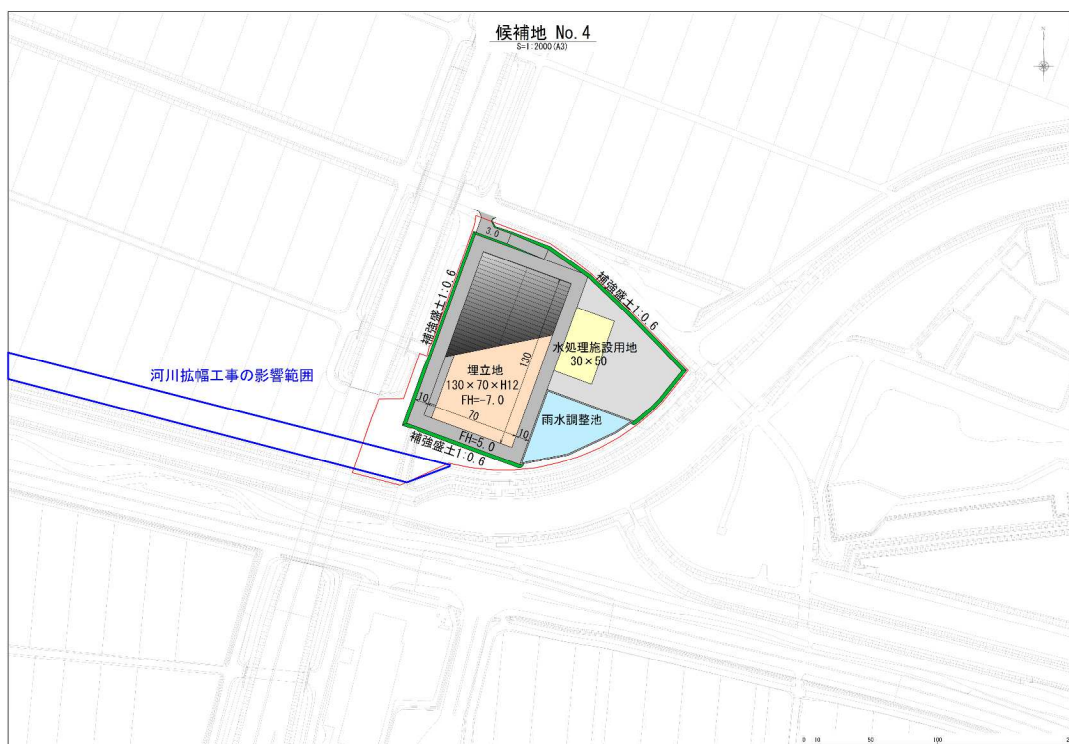 候補地 No.4
S=1:2000(A3)
3.0
補強盛土1:0.6
補強盛土1:0.6
水処理施設用地
30×50
130
埋立地
130×70×H12
FH=-7.0
河川拡幅工事の影響範囲
10
70
10
雨水調整池
FH=5.0
補強盛土1:0.6
0 10 50 100